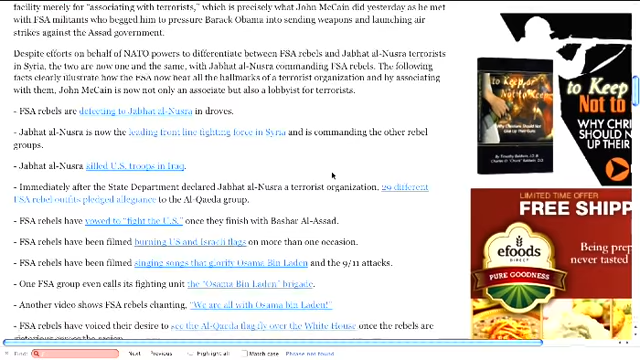 facility merely for "associating with terrorists," which is precisely what John McCain did yesterday as he met
with FSA militants who begged him to pressure Barack Obama into sending weapons and launching air
strikes against the Assad government.
Despite efforts on behalf of NATO powers to differentiate between FSA rebels and Jabhat al-Nusra terrorists
in Syria, the two are now one and the same, with Jabhat al-Nusra commanding FSA rebels. The following
facts clearly illustrate how the FSA now bear all the hallmarks of a terrorist organization and by associating
with them, John McCain is now not only an associate but also a lobbyist for terrorists.
- FSA rebels are defecting to Jabhat al-Nusra in droves.
- Jabhat al-Nusra is now the leading front line fighting force in Syria and is commanding the other rebel
groups.
- Jabhat al-Nusra killed U.S. troops in Iraq.
- Immediately after the State Department declared Jabhat al-Nusra a terrorist organization, 29 different
FSA rebel outfits pledged allegiance to the Al-Qaeda group.
- FSA rebels have vowed to "fight the U.S." once they finish with Bashar Al-Assad.
- FSA rebels have been filmed burning US and Israeli flags on more than one occasion.
- FSA rebels have been filmed singing songs that glorify Osama Bin Laden and the 9/11 attacks.
- One FSA group even calls its fighting unit the "Osama Bin Laden" brigade.
- Another video shows FSA rebels chanting, "We are all with Osama bin Laden!"
- FSA rebels have voiced their desire to see the Al-Qaeda flag fly over the White House once the rebels are
victorious across the region
to Keep
Not to
WHY CHRI
SHOULD N
UP THEIR
to Keep or
Not to Kee
Why Christians Should Not
Give Up Their Guns
LIMITED TIME OFFER
FREE SHIPP
efoods
DIRECT
PURE GOODNESS
Being prep
never tasted
Find:
Next
Previous
Highlight all
Match case
Phrase not found